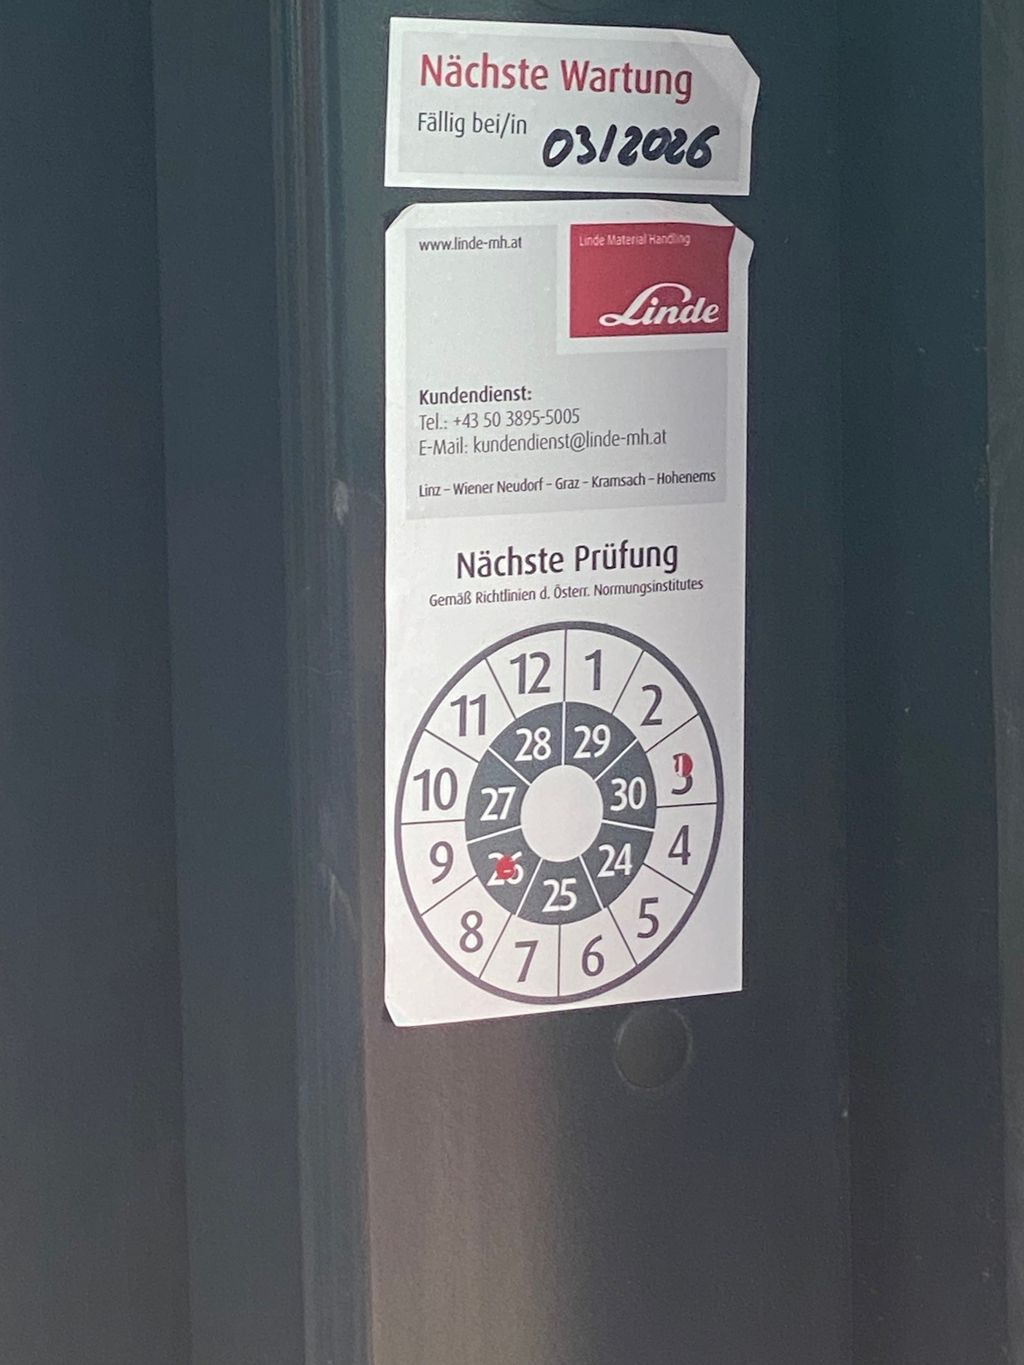 Nächste Wartung
Fällig bei/in 03/2026
www.linde-mh.at
Linde Material Handling
Linde
Kundendienst:
Tel.: +43 50 3895-5005
E-Mail: kundendienst@linde-mh.at
Linz – Wiener Neudorf – Graz – Kramsach – Hohenems
Nächste Prüfung
Gemäß Richtlinien d. Österr. Normungsinstitutes
12 1
11 2
28 29
10 27 30 3
9 26 24 4
25
8 5
7 6